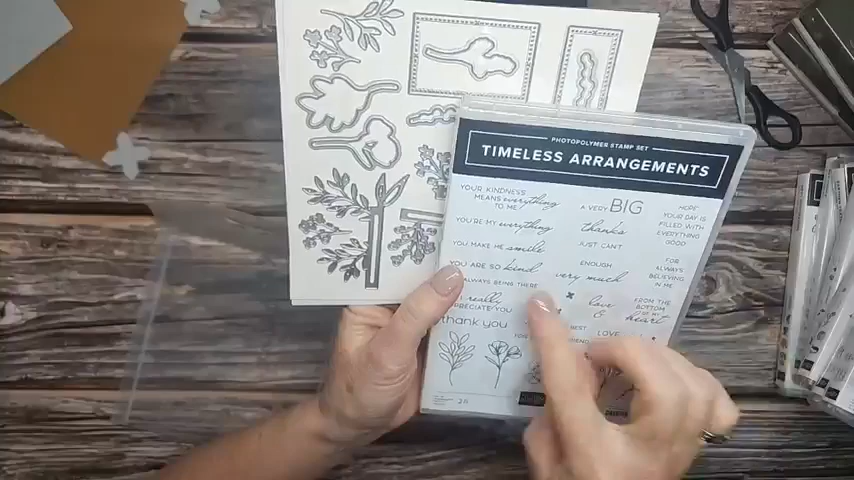 PHOTOPOLYMER STAMP SET
TIMELESS ARRANGEMENTS
YOUR KINDNESS
MEANS everything
TO ME
YOU'RE MY everything
YOU MAKE ME smile
YOU ARE SO kind
ALWAYS BEING THERE
really
APPRECIATE YOU
thank you
A VERY BIG
thanks
JUST CAN'T
ENOUGH
very much
love
&
LOVE
HOPE
YOUR DAY IS
FILLED WITH
EVERYTHING
GOOD
FOR
ALWAYS
BELIEVING
IN ME
FROM THE
BOTTOM
OF MY
heart